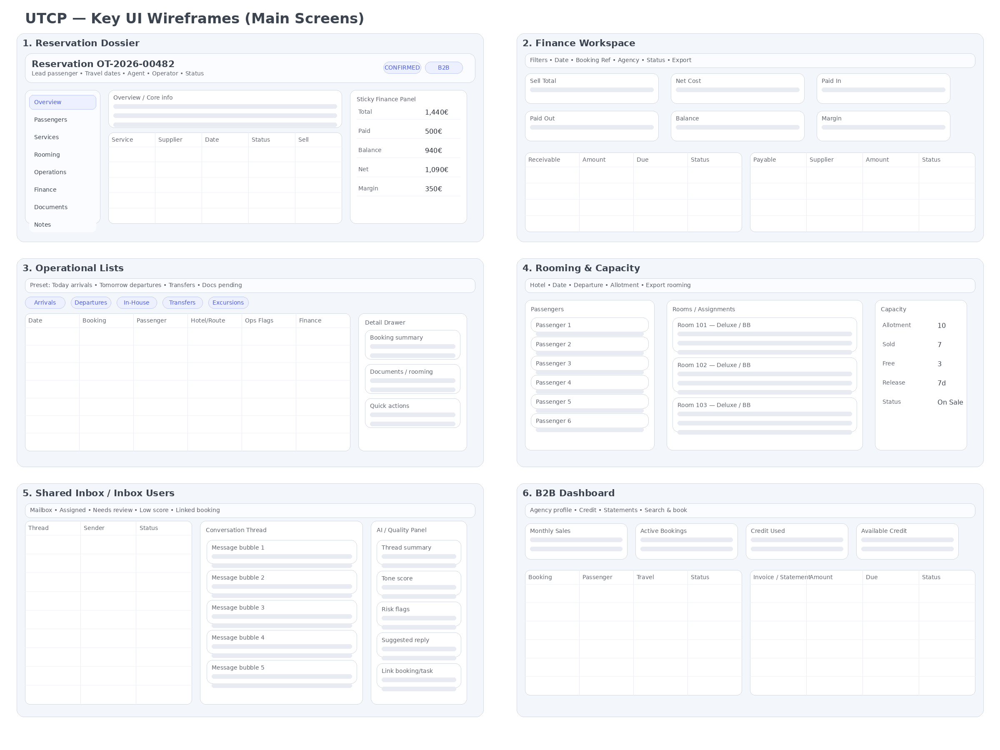 UTCP — Key UI Wireframes (Main Screens)
1. Reservation Dossier
Reservation OT-2026-00482
Lead passenger • Travel dates • Agent • Operator • Status
CONFIRMED
B2B
Overview
Passengers
Services
Rooming
Operations
Finance
Documents
Notes
Overview / Core info
Service Supplier Date Status Sell
Sticky Finance Panel
Total 1,440€
Paid 500€
Balance 940€
Net 1,090€
Margin 350€
2. Finance Workspace
Filters • Date • Booking Ref • Agency • Status • Export
Sell Total
Net Cost
Paid In
Paid Out
Balance
Margin
Receivable Amount Due Status
Payable Supplier Amount Status
3. Operational Lists
Preset: Today arrivals • Tomorrow departures • Transfers • Docs pending
Arrivals
Departures
In-House
Transfers
Excursions
Date Booking Passenger Hotel/Route Ops Flags Finance
Detail Drawer
Booking summary
Documents / rooming
Quick actions
4. Rooming & Capacity
Hotel • Date • Departure • Allotment • Export rooming
Passengers
Passenger 1
Passenger 2
Passenger 3
Passenger 4
Passenger 5
Passenger 6
Rooms / Assignments
Room 101 — Deluxe / BB
Room 102 — Deluxe / BB
Room 103 — Deluxe / BB
Capacity
Allotment 10
Sold 7
Free 3
Release 7d
Status On Sale
5. Shared Inbox / Inbox Users
Mailbox • Assigned • Needs review • Low score • Linked booking
Thread Sender Status
Conversation Thread
Message bubble 1
Message bubble 2
Message bubble 3
Message bubble 4
Message bubble 5
AI / Quality Panel
Thread summary
Tone score
Risk flags
Suggested reply
Link booking/task
6. B2B Dashboard
Agency profile • Credit • Statements • Search & book
Monthly Sales
Active Bookings
Credit Used
Available Credit
Booking Passenger Travel Status
Invoice / Statement Amount Due Status